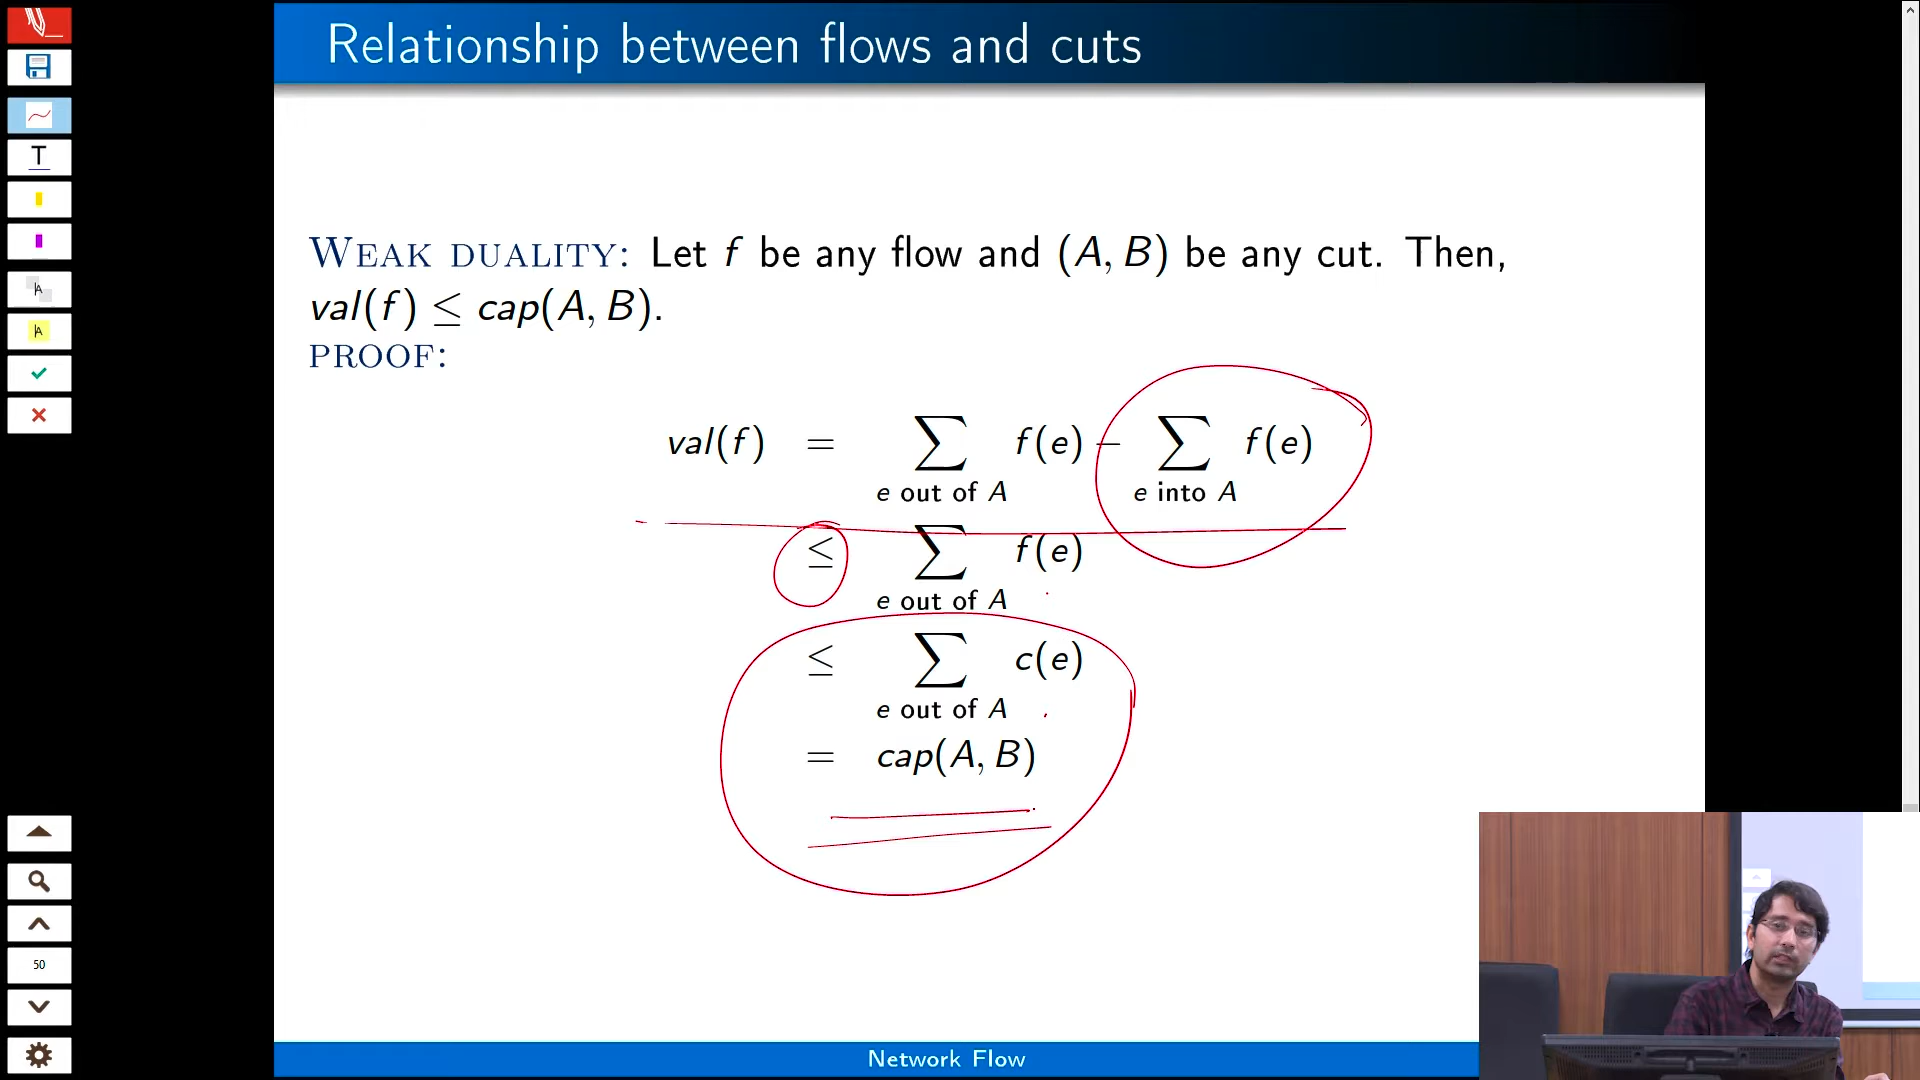 Relationship between flows and cuts
WEAK DUALITY: Let f be any flow and (A, B) be any cut. Then,
val(f) ≤ cap(A, B).
PROOF:
val(f) = ∑ f(e) − ∑ f(e)
e out of A e into A
≤ ∑ f(e)
e out of A
≤ ∑ c(e)
e out of A
= cap(A, B)
T
A
A
50
Network Flow